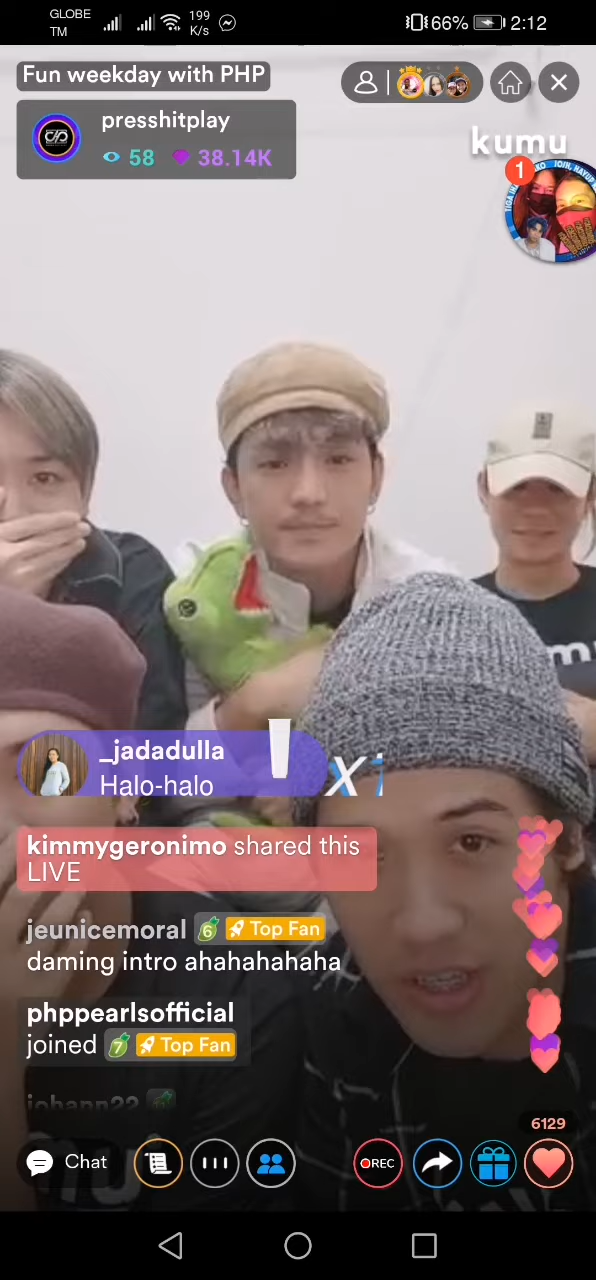 GLOBE
TM
199
K/s
66%
2:12
Fun weekday with PHP
presshitplay
58
38.14K
kumu
1
_jadadulla
Halo-halo
X1
kimmygeronimo shared this
LIVE
jeunicemoral 6 Top Fan
daming intro ahahahahaha
phppearlsofficial
joined 7 Top Fan
johann22
6129
Chat
REC